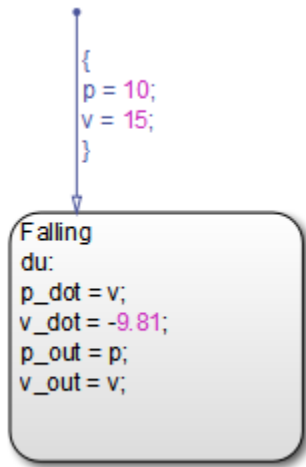 {
p = 10;
v = 15;
}
Falling
du:
p_dot = v;
v_dot = -9.81;
p_out = p;
v_out = v;